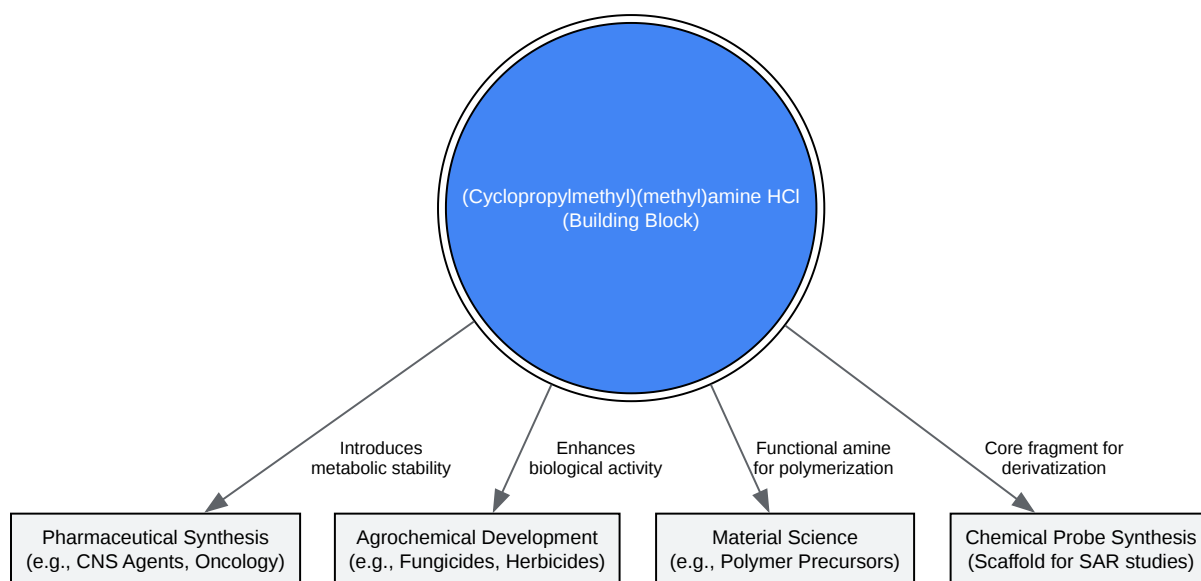 (Cyclopropylmethyl)(methyl)amine HCl
(Building Block)
Introduces
metabolic stability
Enhances
biological activity
Functional amine
for polymerization
Core fragment for
derivatization
Pharmaceutical Synthesis
(e.g., CNS Agents, Oncology)
Agrochemical Development
(e.g., Fungicides, Herbicides)
Material Science
(e.g., Polymer Precursors)
Chemical Probe Synthesis
(Scaffold for SAR studies)